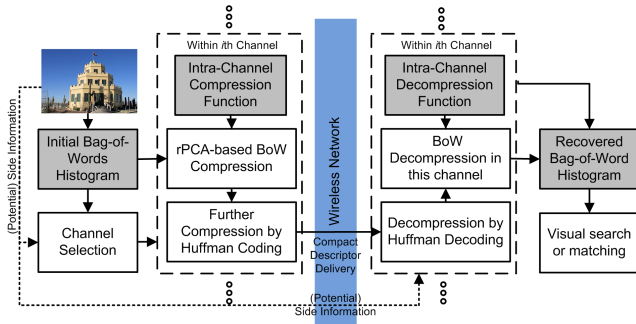 Within ith Channel
Intra-Channel
Compression
Function
rPCA-based BoW
Compression
Further
Compression by
Huffman Coding
(Potential) Side Information
Initial Bag-of-
Words
Histogram
Channel
Selection
Wireless Network
Compact
Descriptor
Delivery
(Potential)
Side Information
Within ith Channel
Intra-Channel
Decompression
Function
BoW
Decompression in
this channel
Decompression by
Huffman Decoding
Recovered
Bag-of-Word
Histogram
Visual search
or matching